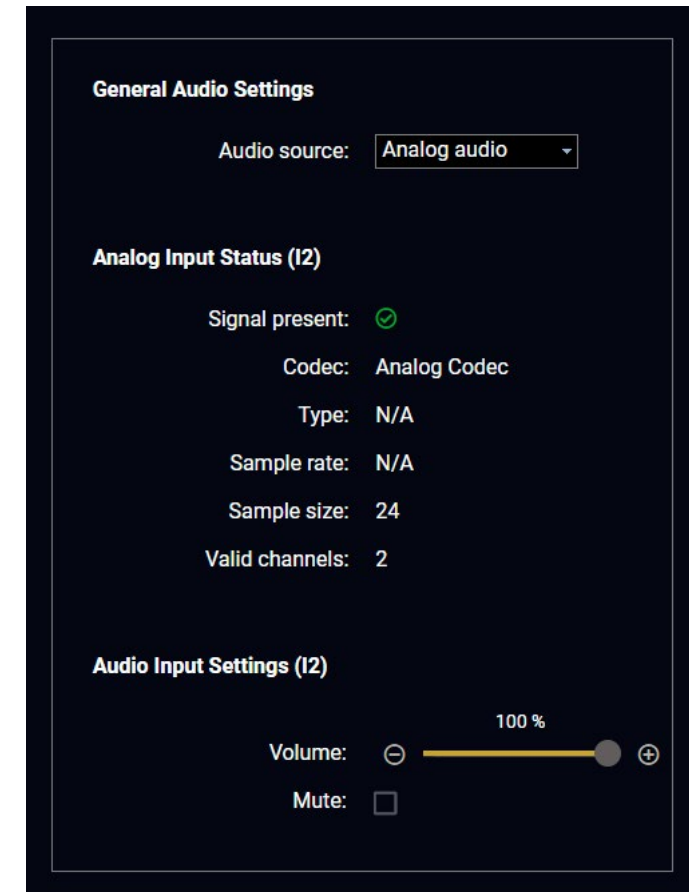 General Audio Settings
Audio source: Analog audio
Analog Input Status (I2)
Signal present:
Codec: Analog Codec
Type: N/A
Sample rate: N/A
Sample size: 24
Valid channels: 2
Audio Input Settings (I2)
100 %
Volume:
Mute: